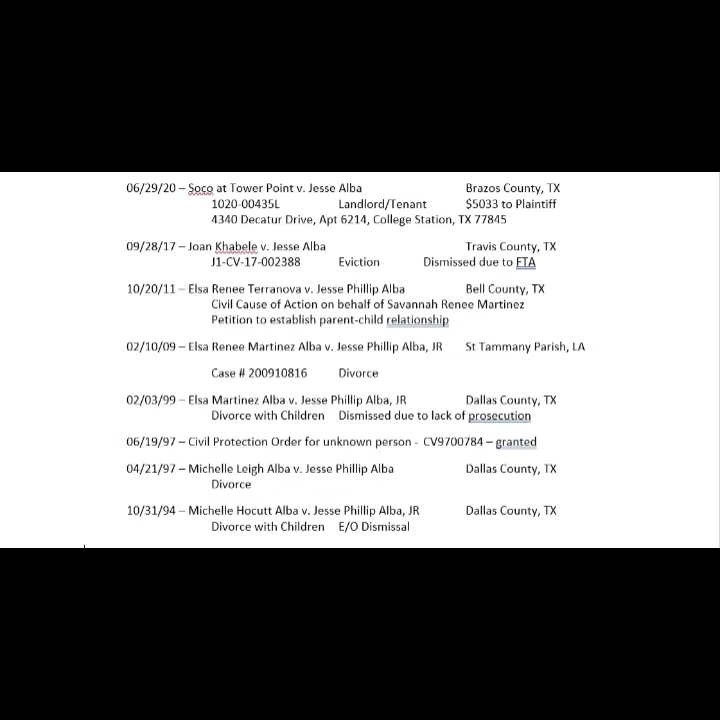 06/29/20 – Soco at Tower Point v. Jesse Alba Brazos County, TX
1020-00435L Landlord/Tenant $5033 to Plaintiff
4340 Decatur Drive, Apt 6214, College Station, TX 77845
09/28/17 – Joan Khabele v. Jesse Alba Travis County, TX
J1-CV-17-002388 Eviction Dismissed due to FTA
10/20/11 – Elsa Renee Terranova v. Jesse Phillip Alba Bell County, TX
Civil Cause of Action on behalf of Savannah Renee Martinez
Petition to establish parent-child relationship
02/10/09 – Elsa Renee Martinez Alba v. Jesse Phillip Alba, JR St Tammany Parish, LA
Case # 200910816 Divorce
02/03/99 – Elsa Martinez Alba v. Jesse Phillip Alba, JR Dallas County, TX
Divorce with Children Dismissed due to lack of prosecution
06/19/97 – Civil Protection Order for unknown person - CV9700784 – granted
04/21/97 – Michelle Leigh Alba v. Jesse Phillip Alba Dallas County, TX
Divorce
10/31/94 – Michelle Hocutt Alba v. Jesse Phillip Alba, JR Dallas County, TX
Divorce with Children E/O Dismissal